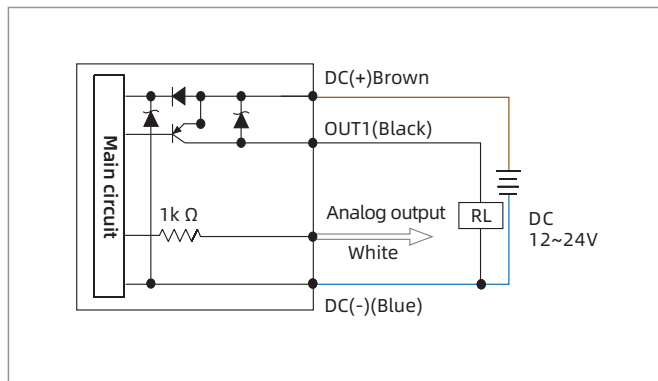 DC(+)Brown
OUT1(Black)
Main circuit
1k Ω
Analog output
White
RL
DC
12~24V
DC(-)(Blue)